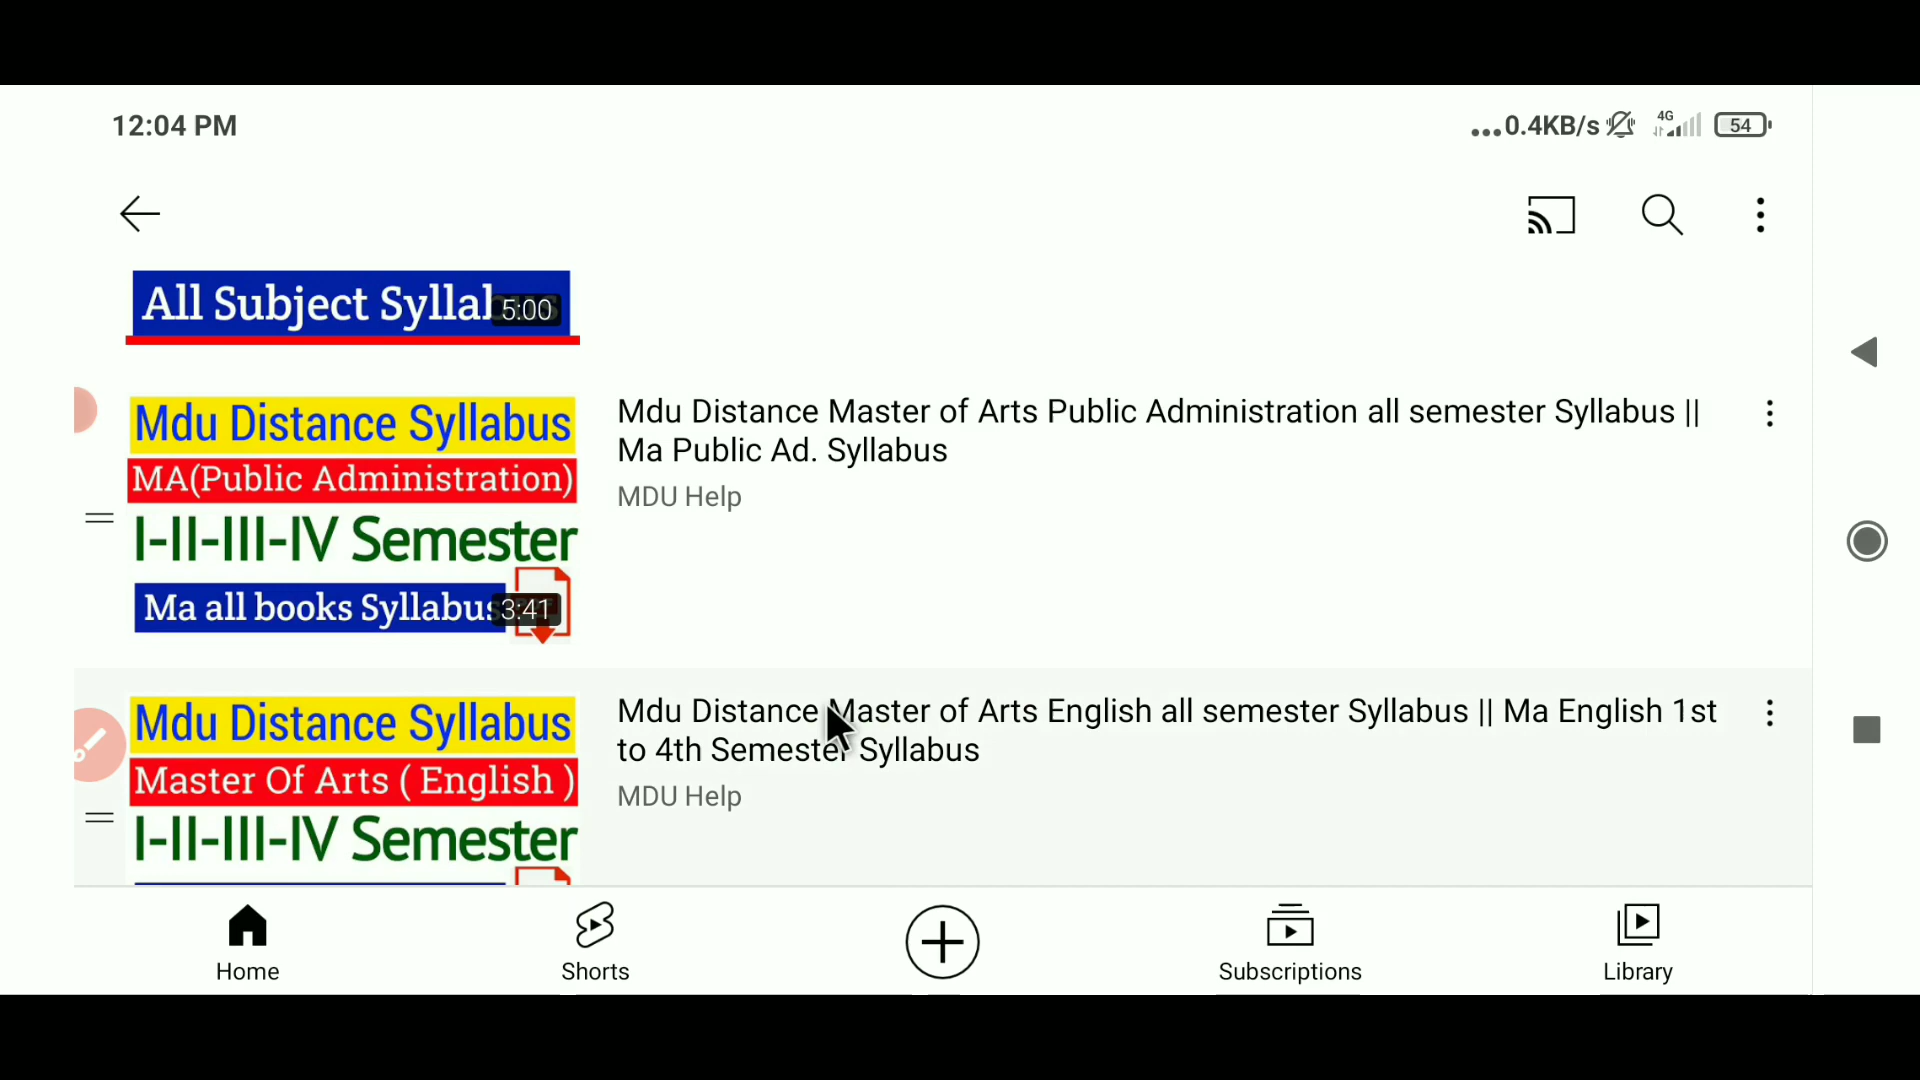 12:04 PM
...0.4KB/s 4G 54
All Subject Syllal 5:00
Mdu Distance Syllabus
MA(Public Administration)
I-II-III-IV Semester
Ma all books Syllabus 3:41
Mdu Distance Master of Arts Public Administration all semester Syllabus ||
Ma Public Ad. Syllabus
MDU Help
Mdu Distance Syllabus
Master Of Arts ( English )
I-II-III-IV Semester
Mdu Distance Master of Arts English all semester Syllabus || Ma English 1st
to 4th Semester Syllabus
MDU Help
Home
Shorts
Subscriptions
Library